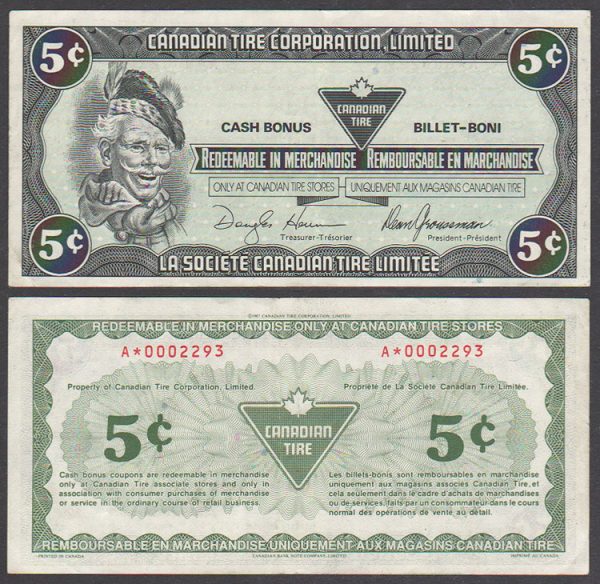 5¢ CANADIAN TIRE CORPORATION, LIMITED 5¢
CANADIAN
TIRE
CASH BONUS BILLET-BONI
REDEEMABLE IN MERCHANDISE REMBOURSABLE EN MARCHANDISE
ONLY AT CANADIAN TIRE STORES UNIQUEMENT AUX MAGASINS CANADIAN TIRE
Treasurer-Trésorier President-Président
5¢ LA SOCIÉTÉ CANADIAN TIRE LIMITÉE 5¢
©1987 CANADIAN TIRE CORPORATION, LIMITED
REDEEMABLE IN MERCHANDISE ONLY AT CANADIAN TIRE STORES
A*0002293 A*0002293
Property of Canadian Tire Corporation, Limited. Propriété de La Société Canadian Tire Limitée.
5¢ CANADIAN 5¢
TIRE
Cash bonus coupons are redeemable in merchandise
only at Canadian Tire associate stores and only in
association with consumer purchases of merchandise
or service in the ordinary course of retail business.
Les billets-bonis sont remboursables en marchandise
uniquement aux magasins associés Canadian Tire, et
cela seulement dans le cadre d'achats de marchandises
ou de services, faits par un consommateur dans le cours
normal des opérations de vente au détail.
REMBOURSABLE EN MARCHANDISE UNIQUEMENT AUX MAGASINS CANADIAN TIRE
PRINTED IN CANADA CANADIAN BANK NOTE COMPANY, LIMITED IMPRIMÉ AU CANADA